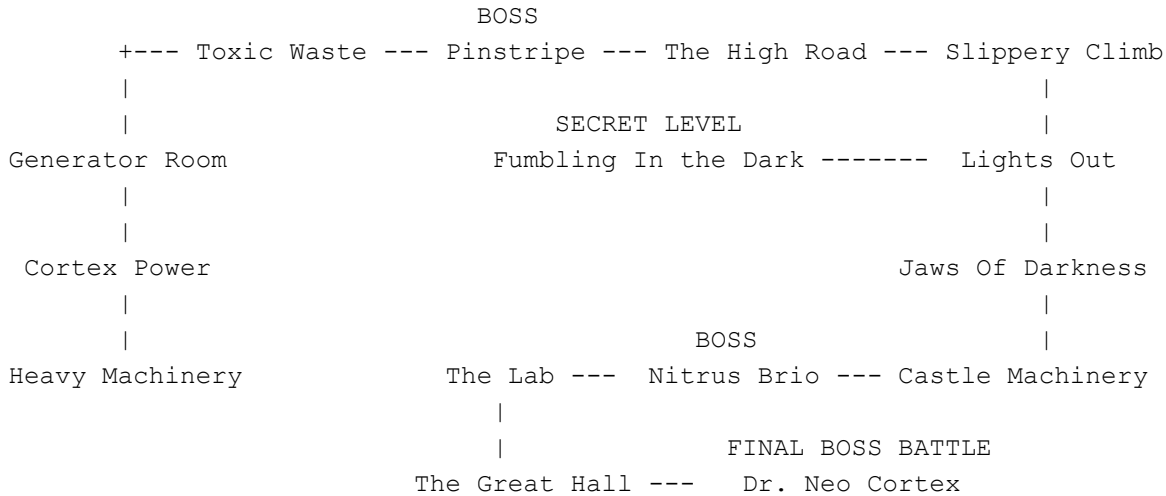 BOSS
+--- Toxic Waste --- Pinstripe --- The High Road --- Slippery Climb
| |
| SECRET LEVEL |
Generator Room Fumbling In the Dark ------- Lights Out
| |
| |
Cortex Power Jaws Of Darkness
| |
| BOSS |
Heavy Machinery The Lab --- Nitrus Brio --- Castle Machinery
|
| FINAL BOSS BATTLE
The Great Hall --- Dr. Neo Cortex